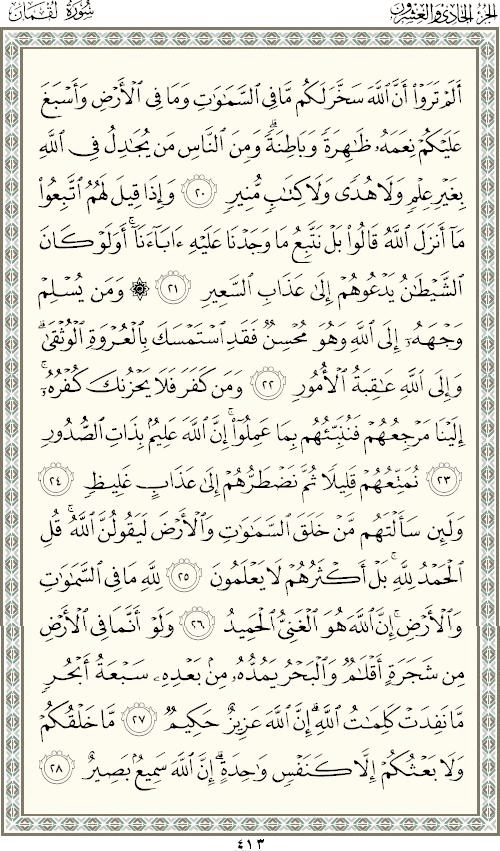 الجزء الحادي والعشرون
سورة لقمان
أَلَمْ تَرَوْا۟ أَنَّ ٱللَّهَ سَخَّرَ لَكُم مَّا فِى ٱلسَّمَـٰوَٰتِ وَمَا فِى ٱلْأَرْضِ وَأَسْبَغَ
عَلَيْكُمْ نِعَمَهُۥ ظَـٰهِرَةً وَبَاطِنَةً ۗ وَمِنَ ٱلنَّاسِ مَن يُجَـٰدِلُ فِى ٱللَّهِ
بِغَيْرِ عِلْمٍ وَلَا هُدًى وَلَا كِتَـٰبٍ مُّنِيرٍ ٢٠ وَإِذَا قِيلَ لَهُمُ ٱتَّبِعُوا۟
مَآ أَنزَلَ ٱللَّهُ قَالُوا۟ بَلْ نَتَّبِعُ مَا وَجَدْنَا عَلَيْهِ ءَابَآءَنَآ ۚ أَوَلَوْ كَانَ
ٱلشَّيْطَـٰنُ يَدْعُوهُمْ إِلَىٰ عَذَابِ ٱلسَّعِيرِ ٢١ ۞ وَمَن يُسْلِمْ
وَجْهَهُۥٓ إِلَى ٱللَّهِ وَهُوَ مُحْسِنٌ فَقَدِ ٱسْتَمْسَكَ بِٱلْعُرْوَةِ ٱلْوُثْقَىٰ ۗ
وَإِلَى ٱللَّهِ عَـٰقِبَةُ ٱلْأُمُورِ ٢٢ وَمَن كَفَرَ فَلَا يَحْزُنكَ كُفْرُهُۥٓ ۚ
إِلَيْنَا مَرْجِعُهُمْ فَنُنَبِّئُهُم بِمَا عَمِلُوٓا۟ ۚ إِنَّ ٱللَّهَ عَلِيمٌۢ بِذَاتِ ٱلصُّدُورِ
٢٣ نُمَتِّعُهُمْ قَلِيلًا ثُمَّ نَضْطَرُّهُمْ إِلَىٰ عَذَابٍ غَلِيظٍ ٢٤
وَلَئِن سَأَلْتَهُم مَّنْ خَلَقَ ٱلسَّمَـٰوَٰتِ وَٱلْأَرْضَ لَيَقُولُنَّ ٱللَّهُ ۚ قُلِ
ٱلْحَمْدُ لِلَّهِ ۚ بَلْ أَكْثَرُهُمْ لَا يَعْلَمُونَ ٢٥ لِلَّهِ مَا فِى ٱلسَّمَـٰوَٰتِ
وَٱلْأَرْضِ ۚ إِنَّ ٱللَّهَ هُوَ ٱلْغَنِىُّ ٱلْحَمِيدُ ٢٦ وَلَوْ أَنَّمَا فِى ٱلْأَرْضِ
مِن شَجَرَةٍ أَقْلَـٰمٌ وَٱلْبَحْرُ يَمُدُّهُۥ مِنۢ بَعْدِهِۦ سَبْعَةُ أَبْحُرٍ
مَّا نَفِدَتْ كَلِمَـٰتُ ٱللَّهِ ۗ إِنَّ ٱللَّهَ عَزِيزٌ حَكِيمٌ ٢٧ مَّا خَلْقُكُمْ
وَلَا بَعْثُكُمْ إِلَّا كَنَفْسٍ وَٰحِدَةٍ ۗ إِنَّ ٱللَّهَ سَمِيعٌۢ بَصِيرٌ ٢٨
٤١٣